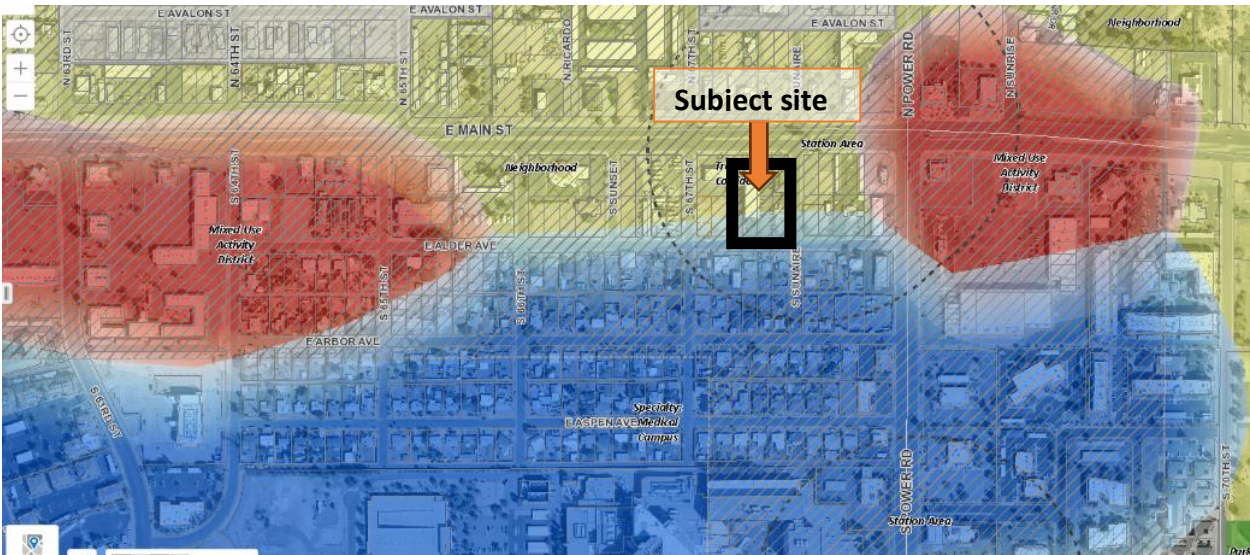 E AVALON ST
E AVALON ST
E AVALON ST
Neighborhood
N 63RD ST
N 64TH ST
N 65TH ST
N RICARDO
N 67TH ST
N SUNAIRE
N POWER RD
N SUNRISE
+
−
Subject site
E MAIN ST
Station Area
Neighborhood
Mixed Use
Activity
District
S 64TH ST
S SUNSET
S 67TH ST
Mixed Use
Activity
District
E ALDER AVE
S 65TH ST
S 66TH ST
S SUNAIRE
E ARBOR AVE
S 63RD ST
Specialty:
Medical
Campus
E ASPEN AVE
S POWER RD
S 70TH ST
Station Area